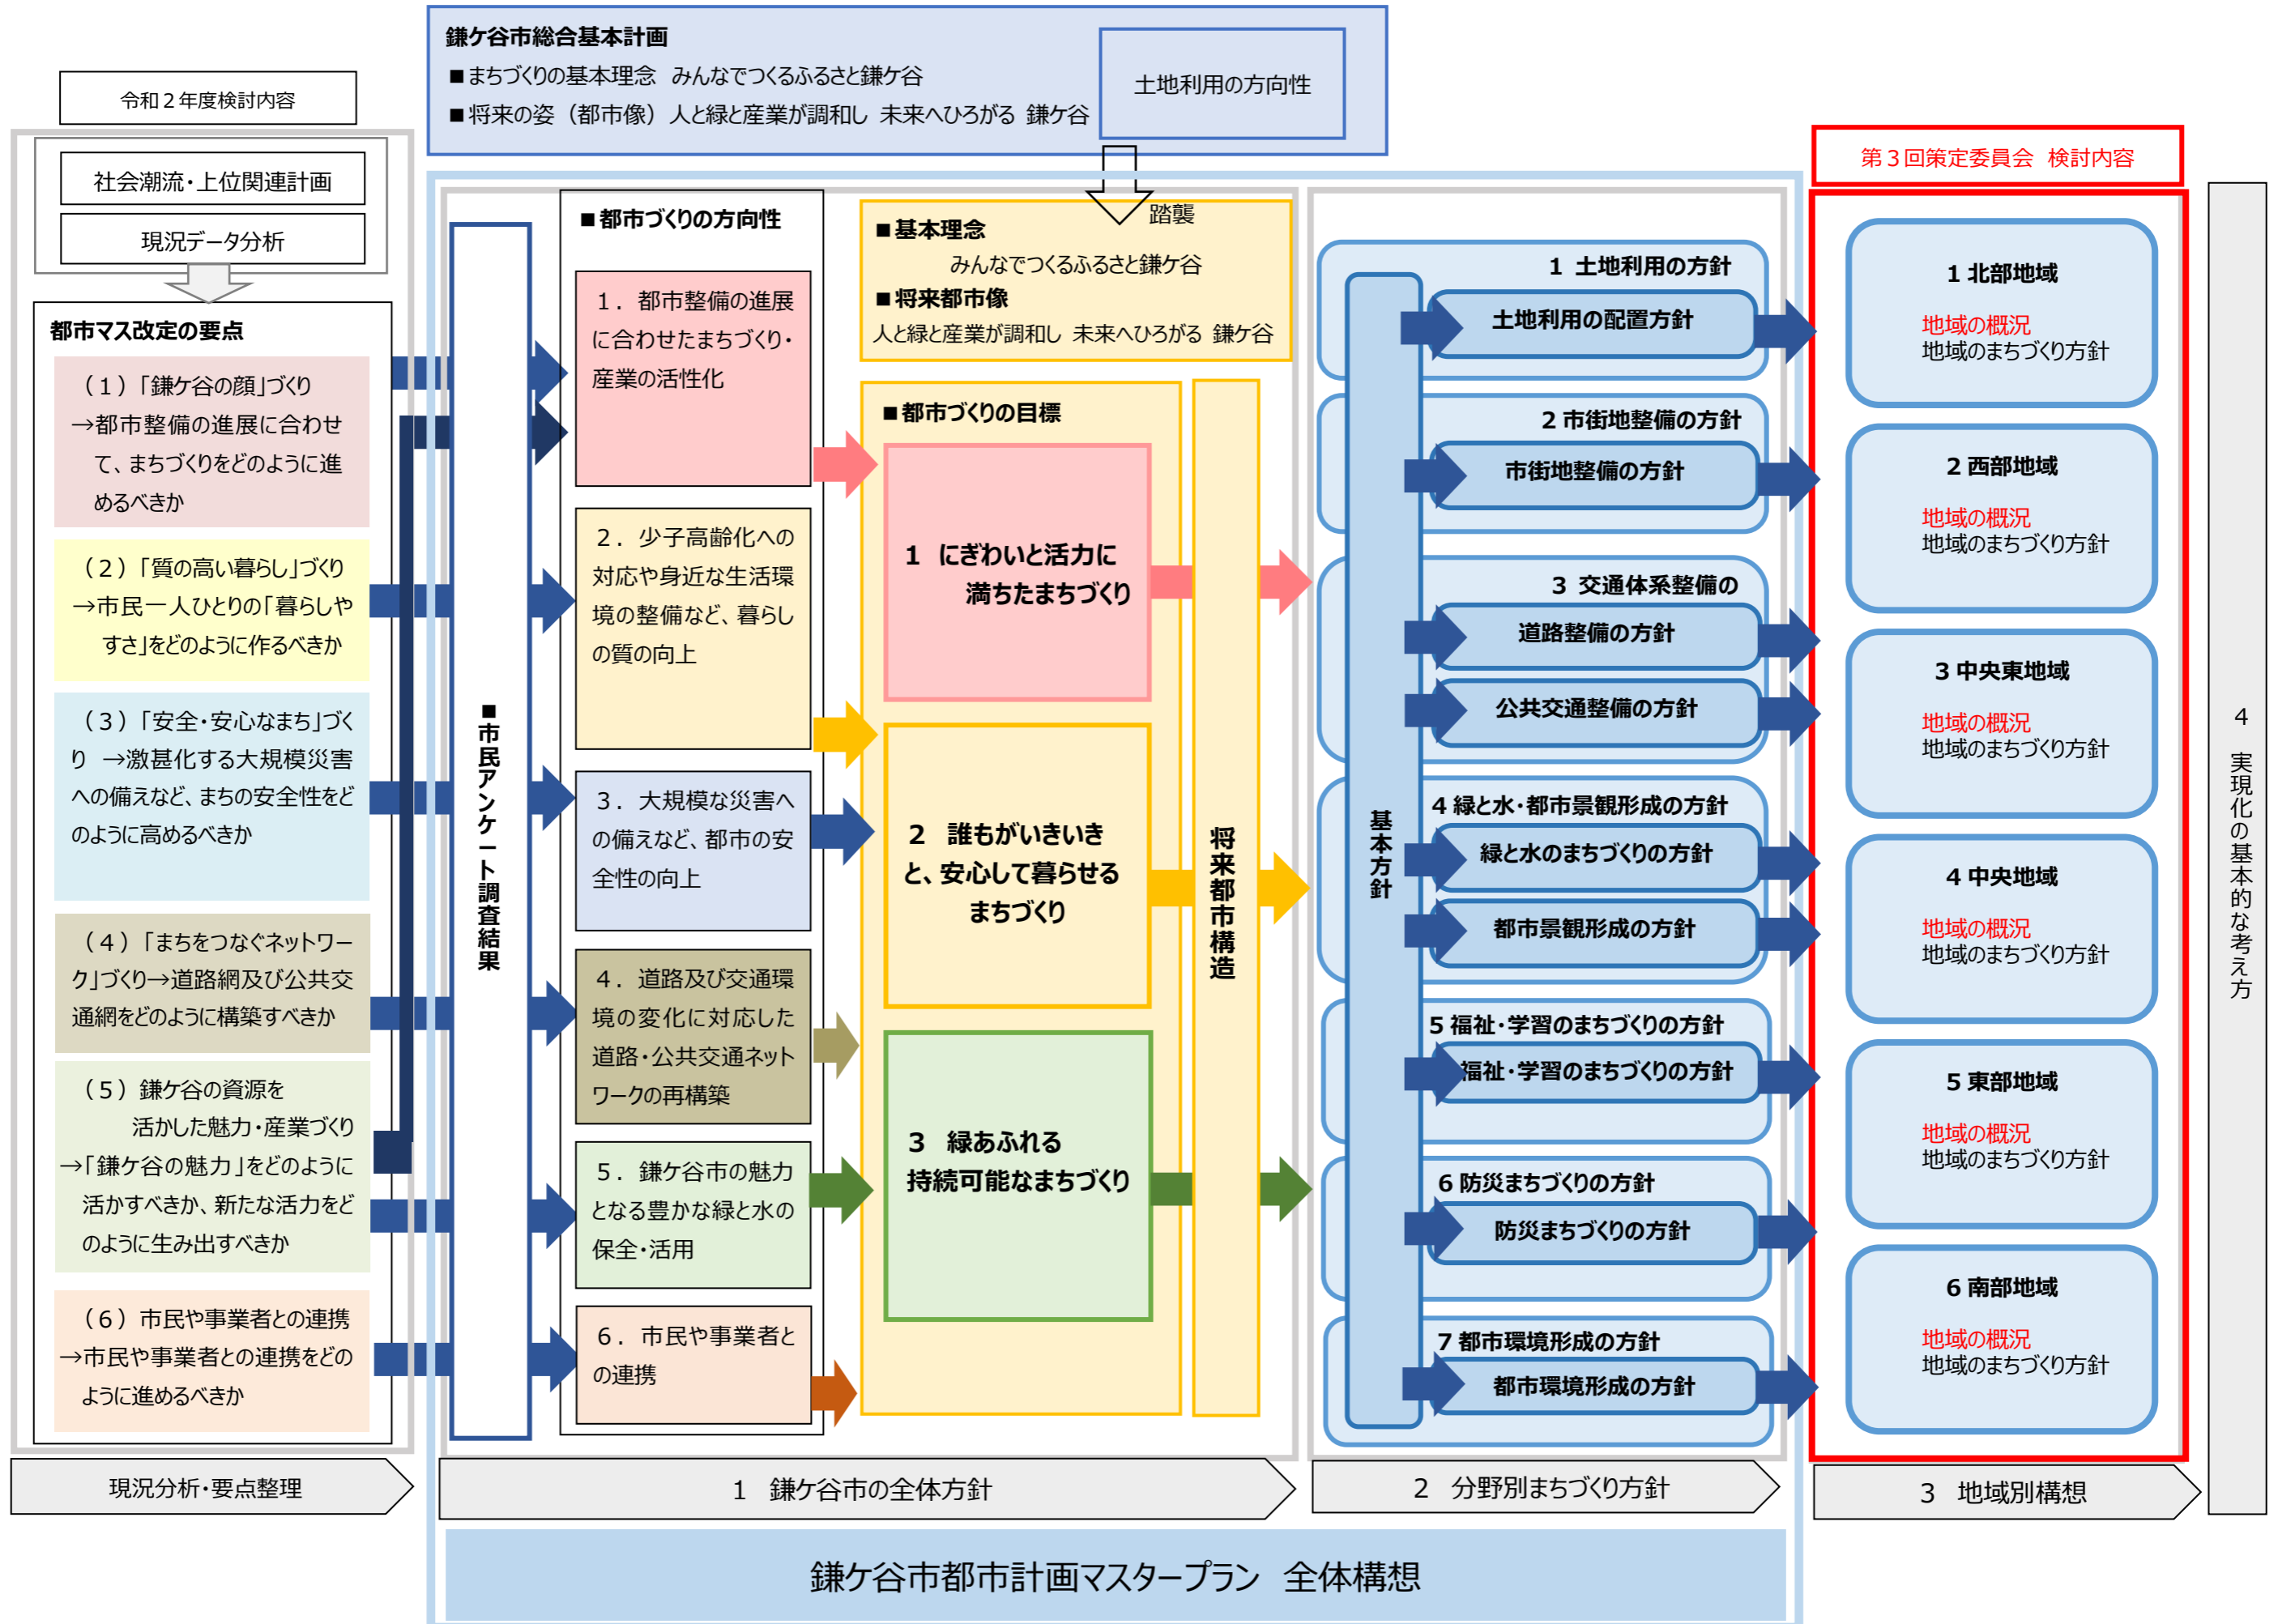 鎌ケ谷市総合基本計画
■まちづくりの基本理念 みんなでつくるふるさと鎌ケ谷
■将来の姿（都市像）人と緑と産業が調和し 未来へひろがる 鎌ケ谷
土地利用の方向性
令和２年度検討内容
社会潮流・上位関連計画
現況データ分析
都市マス改定の要点
（１）「鎌ケ谷の顔」づくり
→都市整備の進展に合わせ
て、まちづくりをどのように進
めるべきか
（２）「質の高い暮らし」づくり
→市民一人ひとりの「暮らしや
すさ」をどのように作るべきか
（３）「安全・安心なまち」づく
り →激甚化する大規模災害
への備えなど、まちの安全性をど
のように高めるべきか
（４）「まちをつなぐネットワー
ク」づくり→道路網及び公共交
通網をどのように構築すべきか
（５）鎌ケ谷の資源を
活かした魅力・産業づくり
→「鎌ケ谷の魅力」をどのように
活かすべきか、新たな活力をど
のように生み出すべきか
（６）市民や事業者との連携
→市民や事業者との連携をどの
ように進めるべきか
現況分析・要点整理
■市民アンケート調査結果
■都市づくりの方向性
１．都市整備の進展
に合わせたまちづくり・
産業の活性化
２．少子高齢化への
対応や身近な生活環
境の整備など、暮らし
の質の向上
３．大規模な災害へ
の備えなど、都市の安
全性の向上
４．道路及び交通環
境の変化に対応した
道路・公共交通ネット
ワークの再構築
５．鎌ケ谷市の魅力
となる豊かな緑と水の
保全・活用
６．市民や事業者と
の連携
踏襲
■基本理念
みんなでつくるふるさと鎌ケ谷
■将来都市像
人と緑と産業が調和し 未来へひろがる 鎌ケ谷
■都市づくりの目標
１ にぎわいと活力に
満ちたまちづくり
２ 誰もがいきいき
と、安心して暮らせる
まちづくり
３ 緑あふれる
持続可能なまちづくり
将来都市構造
１ 鎌ケ谷市の全体方針
基本方針
１ 土地利用の方針
土地利用の配置方針
２ 市街地整備の方針
市街地整備の方針
３ 交通体系整備の
道路整備の方針
公共交通整備の方針
４ 緑と水・都市景観形成の方針
緑と水のまちづくりの方針
都市景観形成の方針
５ 福祉・学習のまちづくりの方針
福祉・学習のまちづくりの方針
６ 防災まちづくりの方針
防災まちづくりの方針
７ 都市環境形成の方針
都市環境形成の方針
２ 分野別まちづくり方針
第３回策定委員会 検討内容
１ 北部地域
地域の概況
地域のまちづくり方針
２ 西部地域
地域の概況
地域のまちづくり方針
３ 中央東地域
地域の概況
地域のまちづくり方針
４ 中央地域
地域の概況
地域のまちづくり方針
５ 東部地域
地域の概況
地域のまちづくり方針
６ 南部地域
地域の概況
地域のまちづくり方針
３ 地域別構想
４ 実現化の基本的な考え方
鎌ケ谷市都市計画マスタープラン 全体構想